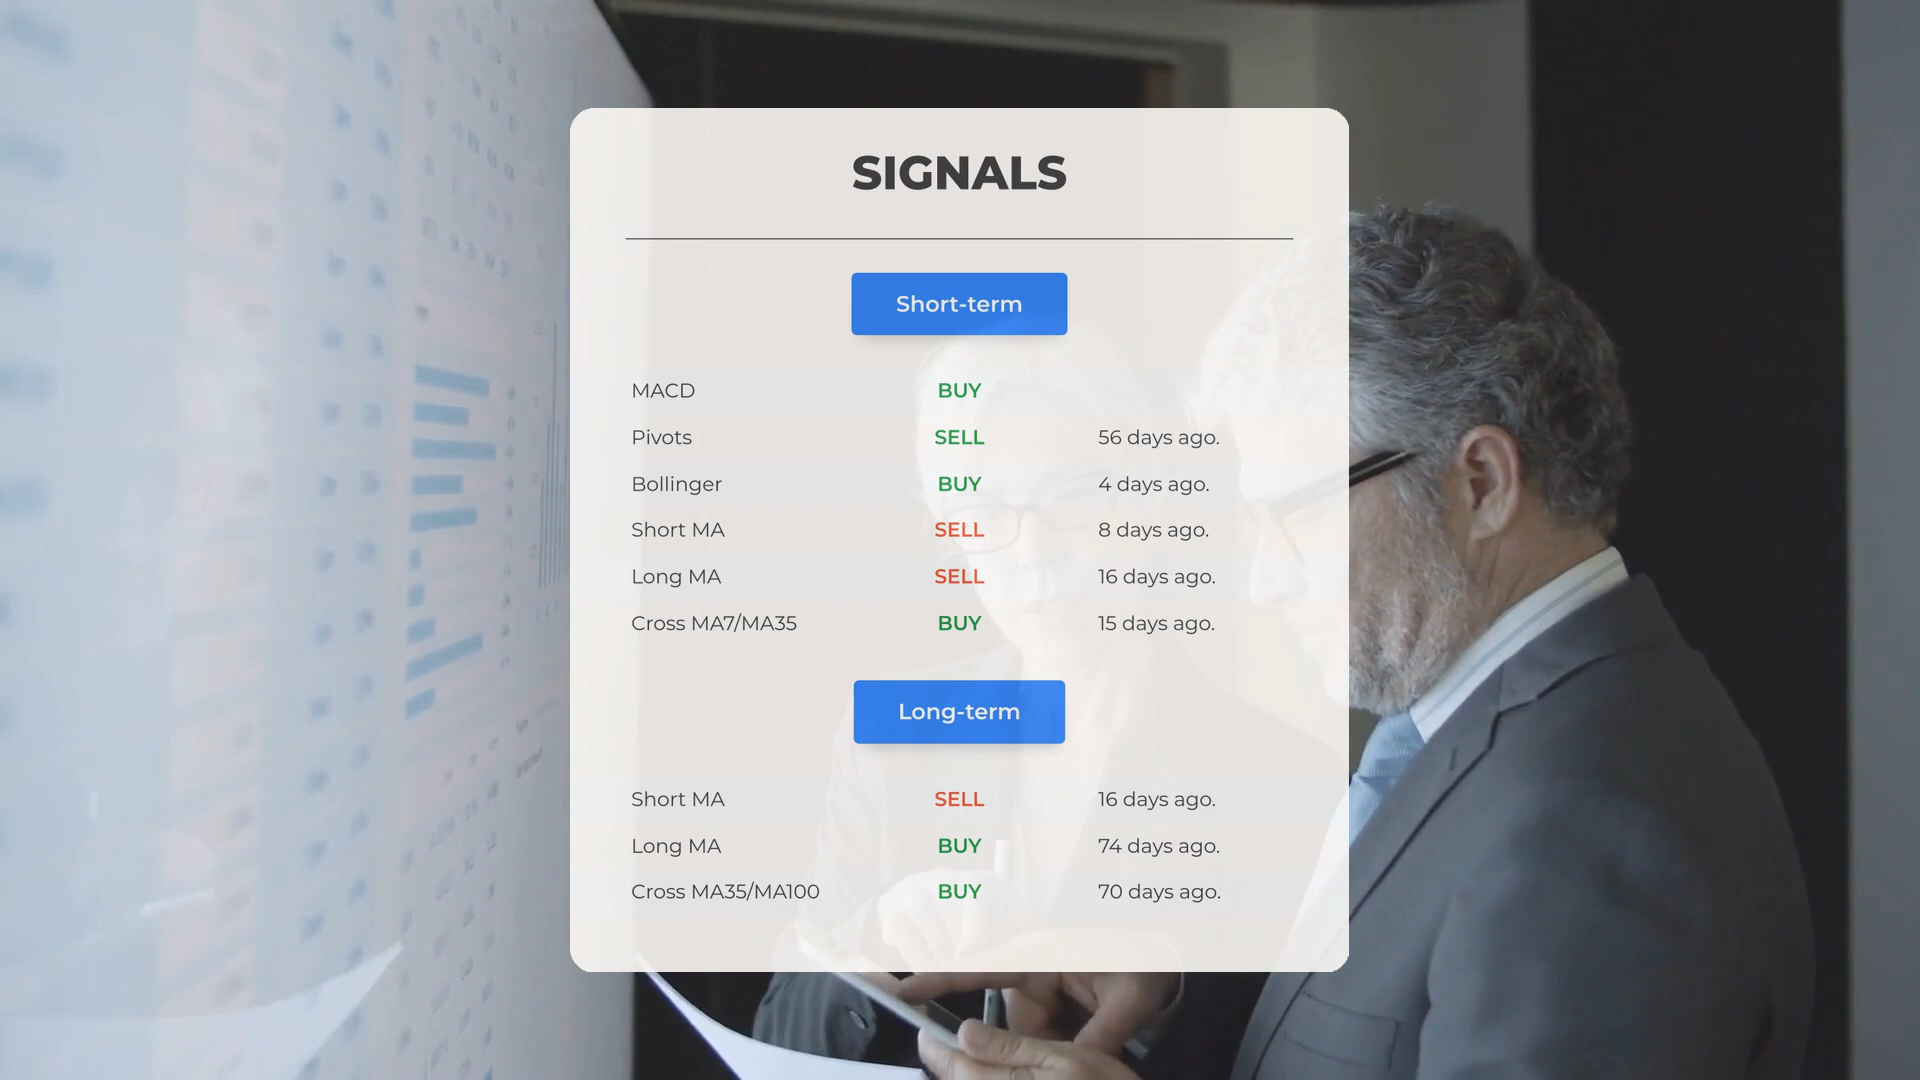 SIGNALS
Short-term
MACD BUY
Pivots SELL 56 days ago.
Bollinger BUY 4 days ago.
Short MA SELL 8 days ago.
Long MA SELL 16 days ago.
Cross MA7/MA35 BUY 15 days ago.
Long-term
Short MA SELL 16 days ago.
Long MA BUY 74 days ago.
Cross MA35/MA100 BUY 70 days ago.